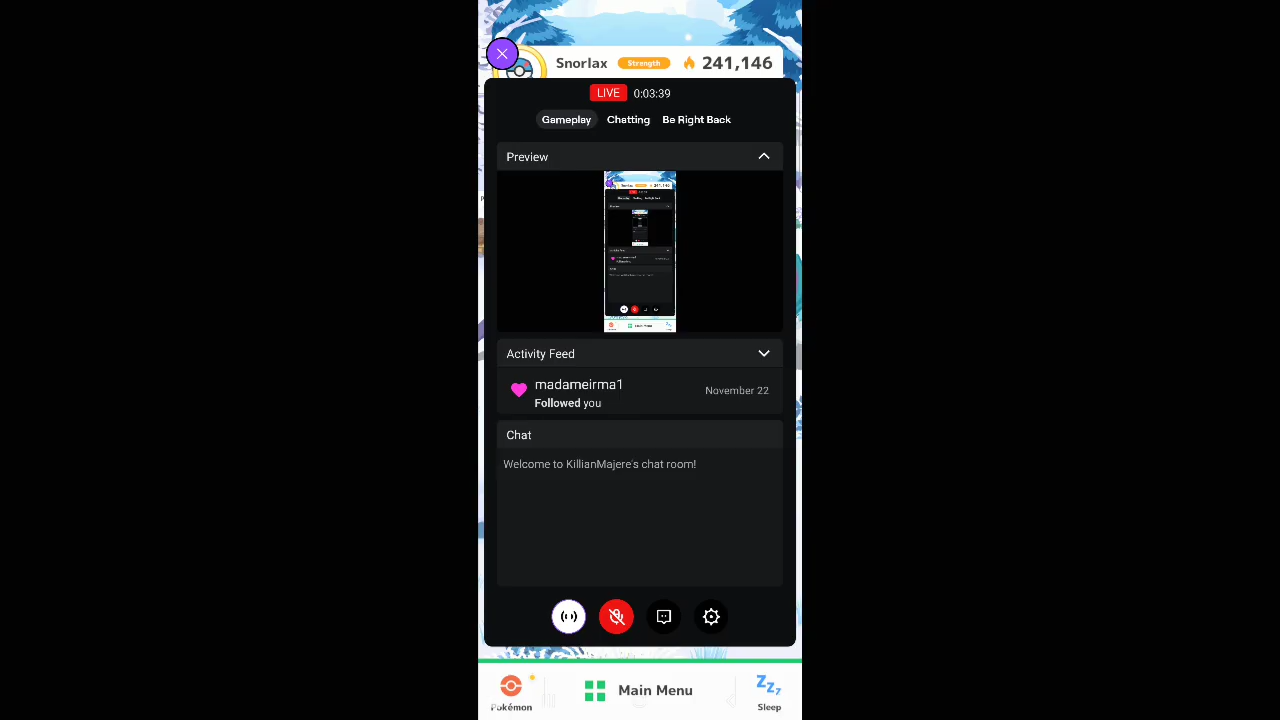 Snorlax Strength 241,146
LIVE 0:03:39
Gameplay Chatting Be Right Back
Preview
Activity Feed
madameirma1
Followed you
November 22
Chat
Welcome to KillianMajere's chat room!
Pokémon
Main Menu
Zzz
Sleep